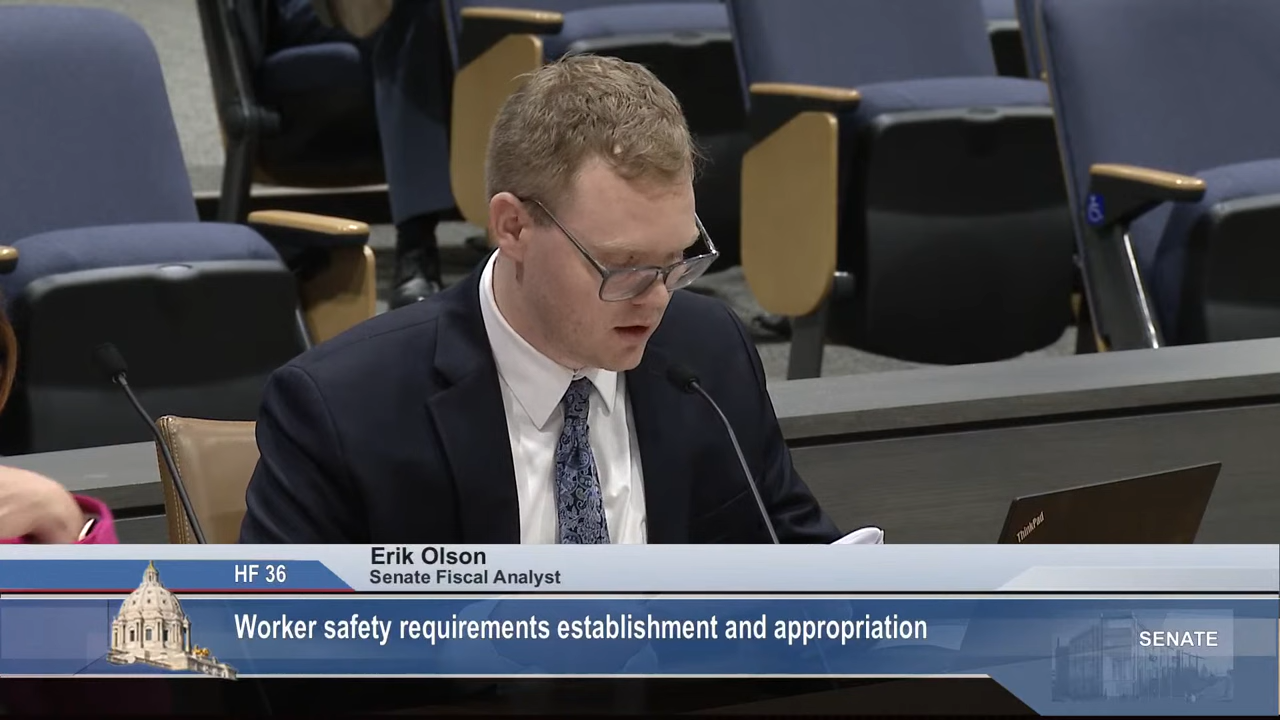 ThinkPad
Erik Olson
HF 36
Senate Fiscal Analyst
Worker safety requirements establishment and appropriation
SENATE